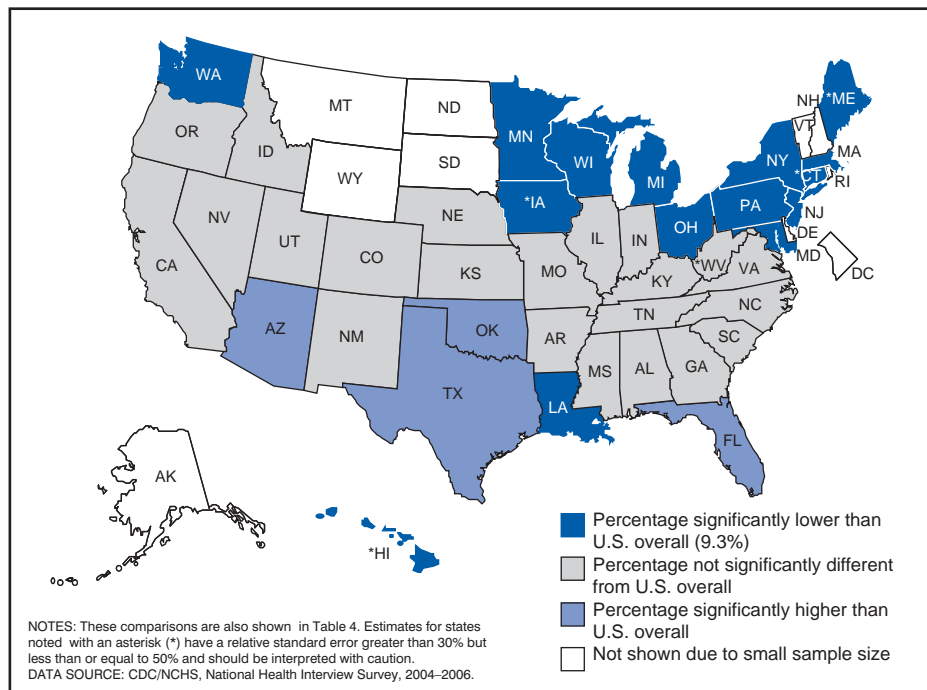 WA
MT
ND
MN
NH
*ME
VT
OR
ID
SD
WI
NY
MA
WY
MI
*CT
RI
*IA
PA
NE
NJ
NV
OH
DE
UT
IL
IN
MD
CO
*WV
VA
DC
CA
KS
MO
KY
NC
TN
AZ
OK
NM
AR
SC
MS
AL
GA
TX
LA
FL
AK
*HI
Percentage significantly lower than
U.S. overall (9.3%)
Percentage not significantly different
from U.S. overall
Percentage significantly higher than
U.S. overall
Not shown due to small sample size
NOTES: These comparisons are also shown in Table 4. Estimates for states
noted with an asterisk (*) have a relative standard error greater than 30% but
less than or equal to 50% and should be interpreted with caution.
DATA SOURCE: CDC/NCHS, National Health Interview Survey, 2004–2006.